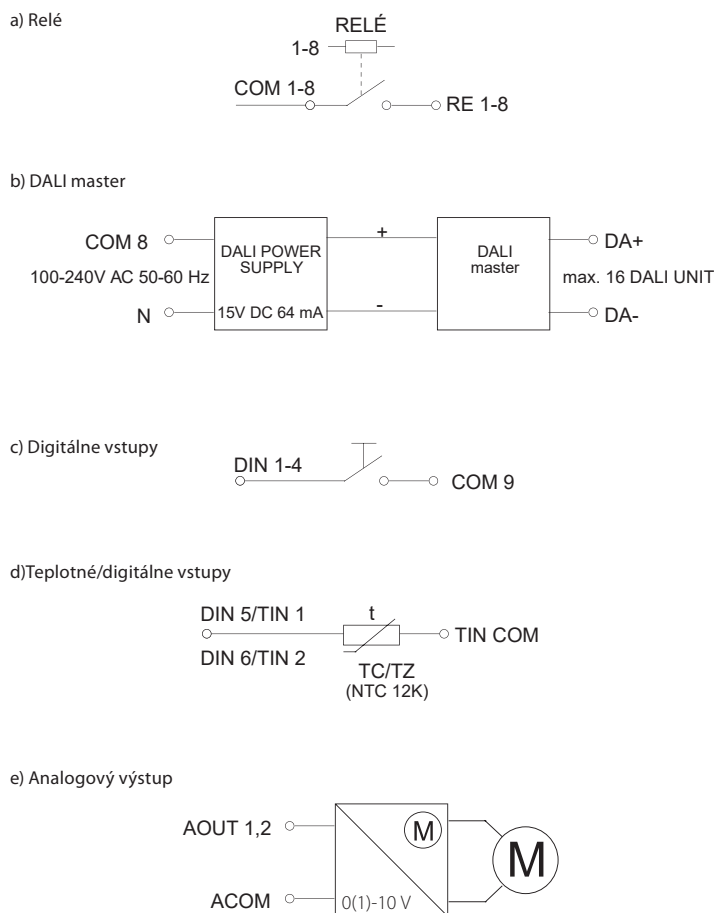 a) Relé
RELÉ
1-8
COM 1-8
RE 1-8
b) DALI master
COM 8
100-240V AC 50-60 Hz
N
DALI POWER
SUPPLY
15V DC 64 mA
+
-
DALI
master
DA+
max. 16 DALI UNIT
DA-
c) Digitálne vstupy
DIN 1-4
COM 9
d)Teplotné/digitálne vstupy
DIN 5/TIN 1
DIN 6/TIN 2
t
TC/TZ
(NTC 12K)
TIN COM
e) Analogový výstup
AOUT 1,2
ACOM
M
0(1)-10 V
M